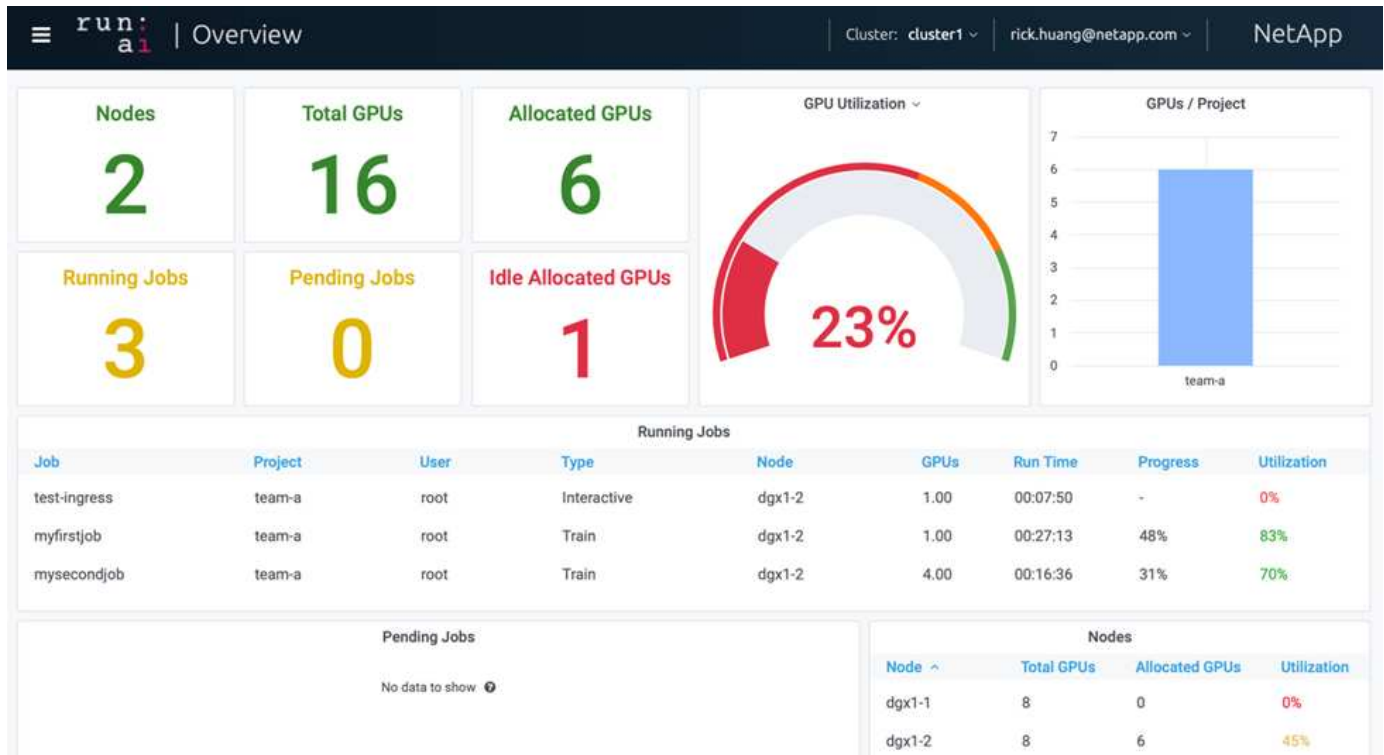 run: ai | Overview Cluster: cluster1 rick.huang@netapp.com NetApp
Nodes
2
Total GPUs
16
Allocated GPUs
6
Running Jobs
3
Pending Jobs
0
Idle Allocated GPUs
1
GPU Utilization
23%
GPUs / Project
7
6
5
4
3
2
1
0
team-a
Running Jobs
Job Project User Type Node GPUs Run Time Progress Utilization
test-ingress team-a root Interactive dgx1-2 1.00 00:07:50 - 0%
myfirstjob team-a root Train dgx1-2 1.00 00:27:13 48% 83%
mysecondjob team-a root Train dgx1-2 4.00 00:16:36 31% 70%
Pending Jobs
No data to show ?
Nodes
Node Total GPUs Allocated GPUs Utilization
dgx1-1 8 0 0%
dgx1-2 8 6 45%